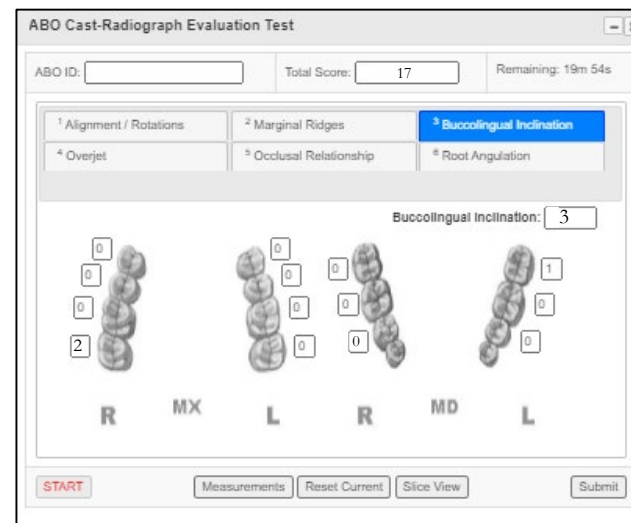 ABO Cast-Radiograph Evaluation Test
ABO ID: Total Score: 17 Remaining: 19m 54s
1 Alignment / Rotations 2 Marginal Ridges 3 Buccolingual Inclination
4 Overjet 5 Occlusal Relationship 6 Root Angulation
Buccolingual Inclination: 3
0 0
0 0 0 1
0 0 0 0
2 0 0 0
R MX L R MD L
START Measurements Reset Current Slice View Submit